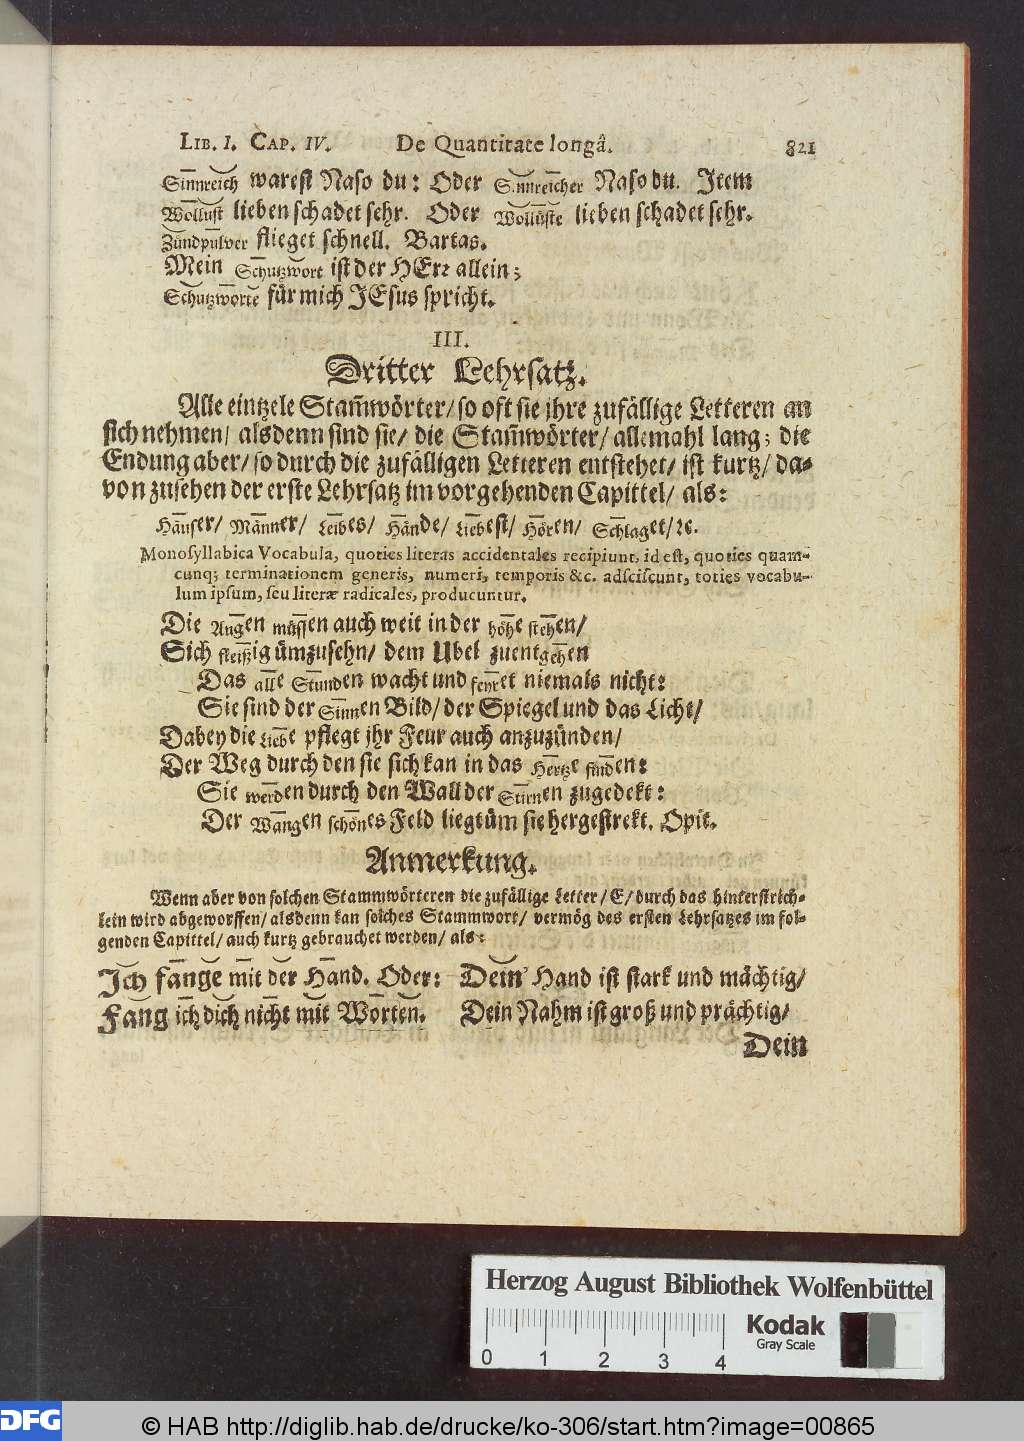 LIB. I. CAP. IV. De Quantitate longâ. 821
Sinnreich warest Naso du: Oder Sinnreicher Naso du. Item
Wollust lieben schadet sehr. Oder Wollüste lieben schadet sehr.
Zündpulver flieget schnell. Bartas.
Mein Schutzwort ist der HErr allein;
Schutzworte für mich JEsus spricht.
III.
Dritter Lehrsatz.
Alle eintzele Stam̃wörter/ so oft sie jhre zufällige Letteren an
sich nehmen/ alsdenn sind sie/ die Stam̃wörter/ allemahl lang; die
Endung aber/ so durch die zufälligen Letteren entstehet/ ist kurtz/ da-
von zusehen der erste Lehrsatz im vorgehenden Capittel/ als:
Häuser/ Männer/ Leibes/ Hände/ Liebest/ Hören/ Schlaget/ ꝛc.
Monosyllabica Vocabula, quoties literas accidentales recipiunt, id est, quoties quam-
cunq; terminationem generis, numeri, temporis &c. adsciscunt, toties vocabu-
lum ipsum, seu literæ radicales, producuntur.
Die Augen müssen auch weit in der höhe stehen/
Sich fleißig ümzusehn/ dem Ubel zuentgehen
Das alle Stunden wacht und feyret niemals nicht:
Sie sind der Sinnen Bild/ der Spiegel und das Licht/
Dabey die Liebe pflegt jhr Feur auch anzuzünden/
Der Weg durch den sie sich kan in das Hertze finden:
Sie werden durch den Wall der Stirnen zugedekt:
Der Wangen schönes Feld liegt üm sie hergestrekt. Opit.
Anmerkung.
Wenn aber von solchen Stammwörteren die zufällige Letter/ E/ durch das hinterstrich-
lein wird abgeworffen/ alsdenn kan solches Stammwort/ vermög des ersten Lehrsatzes im fol-
genden Capittel/ auch kurtz gebrauchet werden/ als:
Ich fange mit der Hand. Oder: Dein' Hand ist stark und mächtig/
Fang ich dich nicht mit Worten. Dein Nahm ist groß und prächtig/
Dein
Herzog August Bibliothek Wolfenbüttel
0 1 2 3 4
Kodak
Gray Scale
DFG
© HAB http://diglib.hab.de/drucke/ko-306/start.htm?image=00865